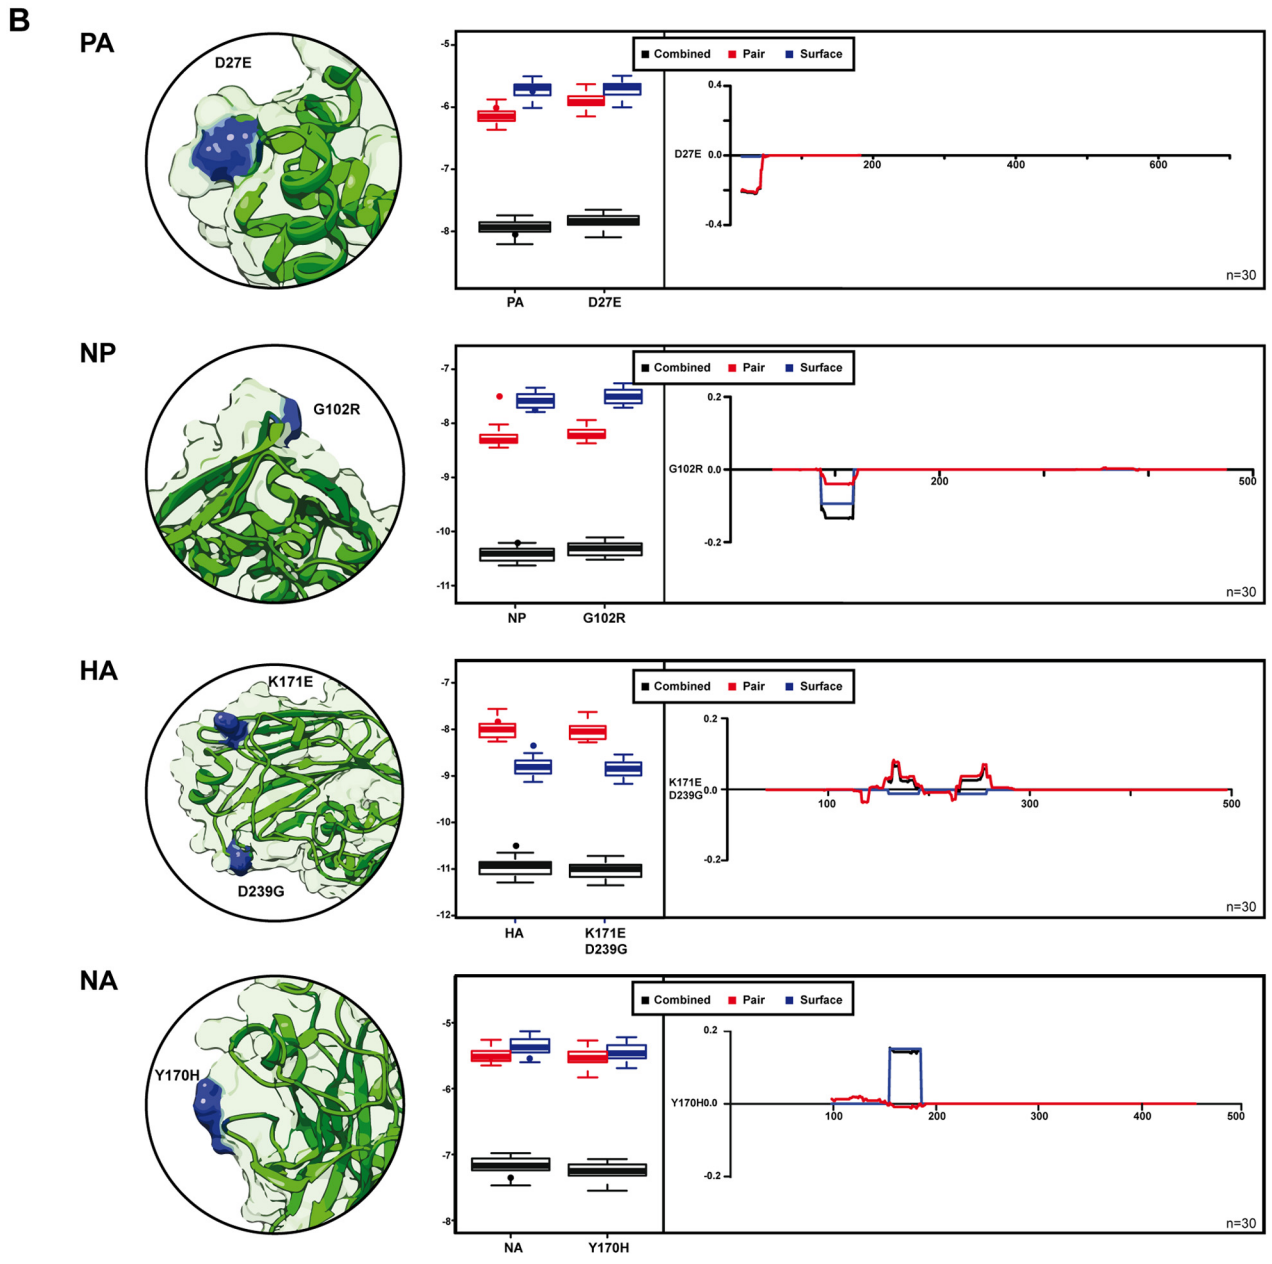 B
PA
D27E
-5
-6
-7
-8
PA D27E
Combined Pair Surface
0.4
D27E 0.0
200 400 600
-0.4
n=30
NP
G102R
-7
-8
-9
-10
-11
NP G102R
Combined Pair Surface
0.2
G102R 0.0
200 500
-0.2
n=30
HA
K171E
D239G
-7
-8
-9
-10
-11
-12
HA K171E
D239G
Combined Pair Surface
0.2
K171E
D239G 0.0
100 300 500
-0.2
n=30
NA
Y170H
-5
-6
-7
-8
NA Y170H
Combined Pair Surface
0.2
Y170H 0.0
100 200 300 400 500
-0.2
n=30